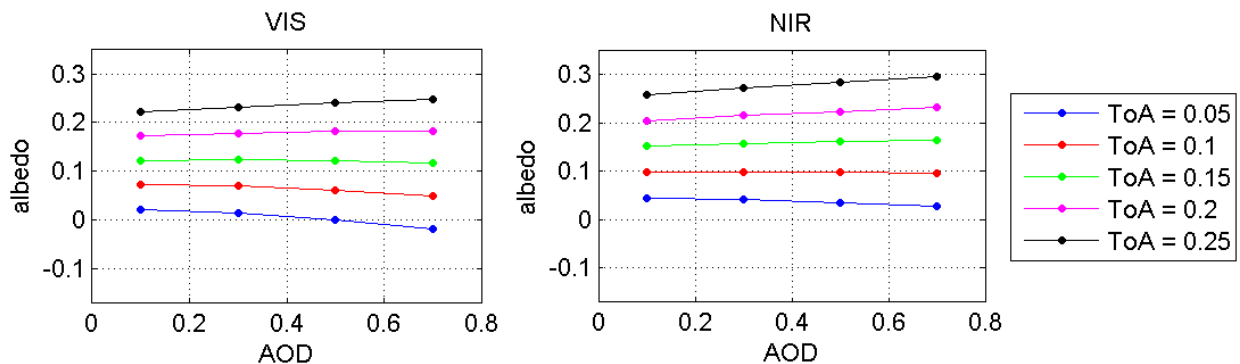 VIS
albedo
0.3
0.2
0.1
0
-0.1
0
0.2
0.4
0.6
0.8
AOD
NIR
albedo
0.3
0.2
0.1
0
-0.1
0
0.2
0.4
0.6
0.8
AOD
ToA = 0.05
ToA = 0.1
ToA = 0.15
ToA = 0.2
ToA = 0.25